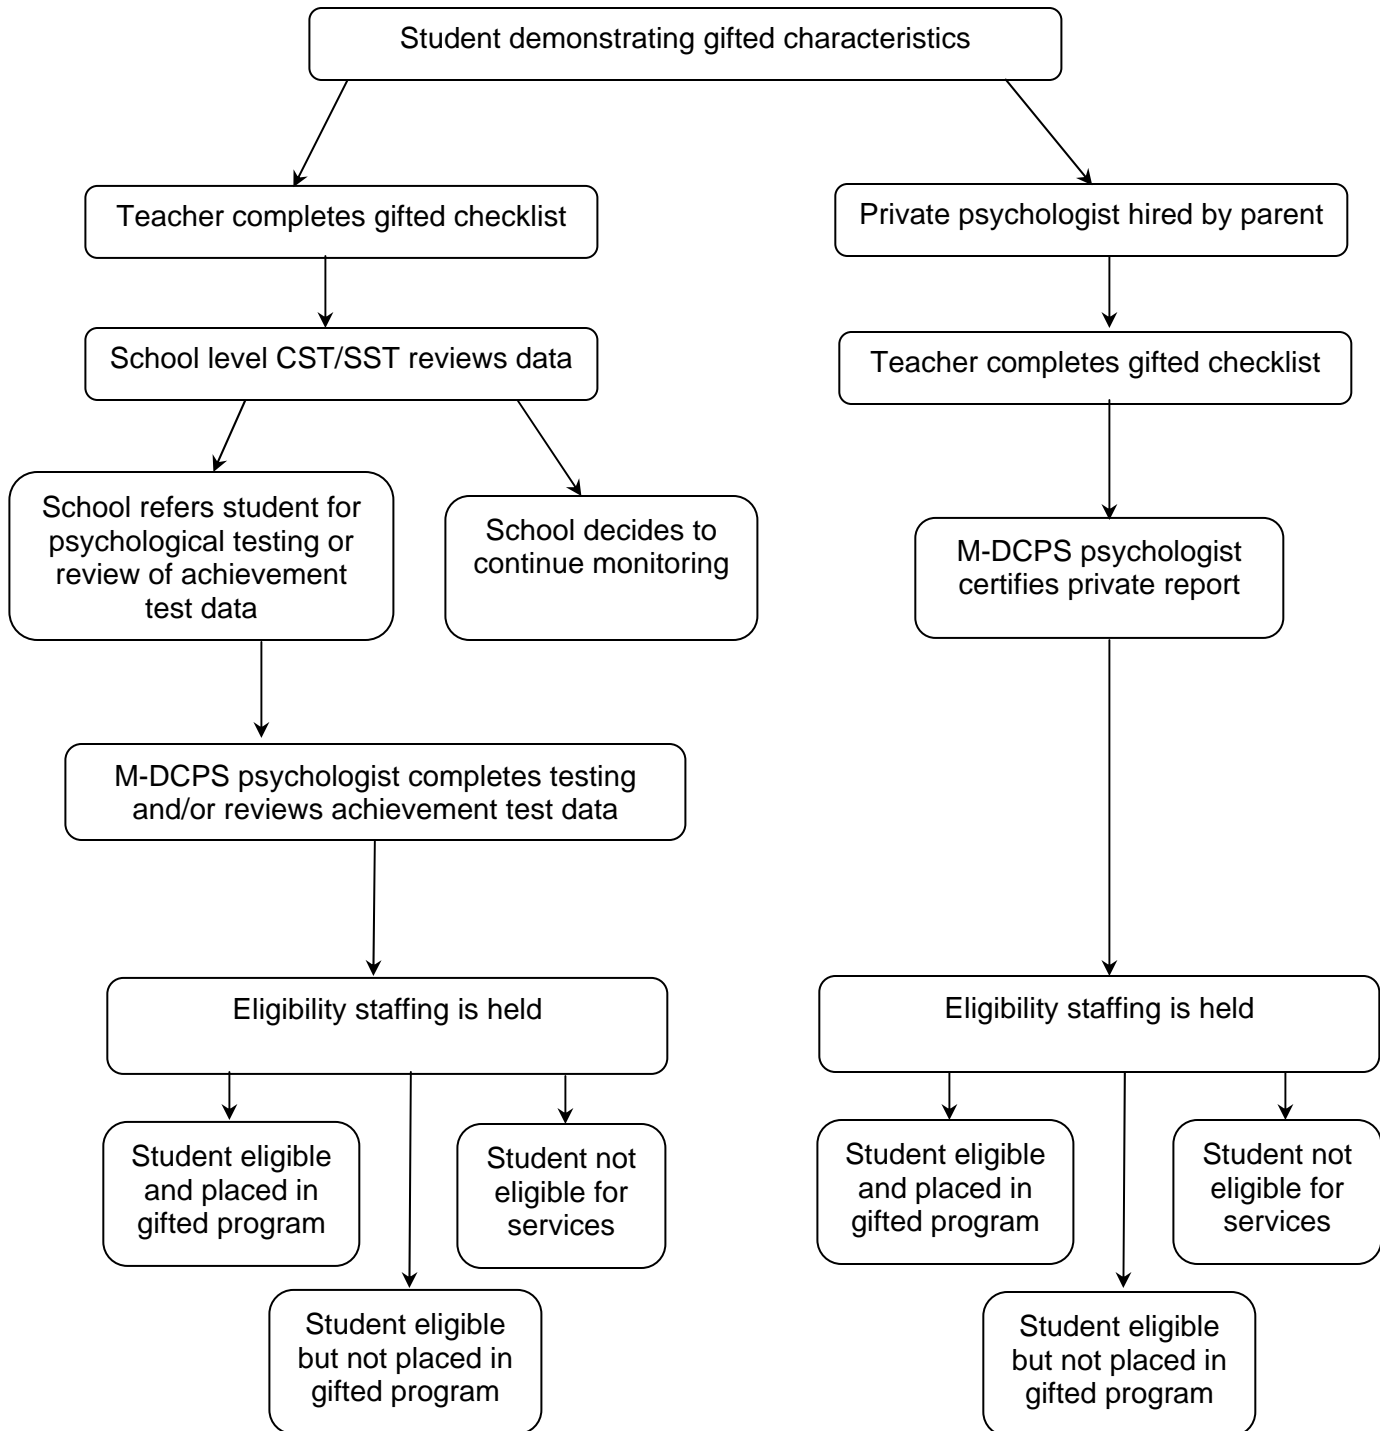 Student demonstrating gifted characteristics
Teacher completes gifted checklist
Private psychologist hired by parent
School level CST/SST reviews data
Teacher completes gifted checklist
School refers student for
psychological testing or
review of achievement
test data
School decides to
continue monitoring
M-DCPS psychologist
certifies private report
M-DCPS psychologist completes testing
and/or reviews achievement test data
Eligibility staffing is held
Eligibility staffing is held
Student eligible
and placed in
gifted program
Student not
eligible for
services
Student eligible
and placed in
gifted program
Student not
eligible for
services
Student eligible
but not placed in
gifted program
Student eligible
but not placed in
gifted program